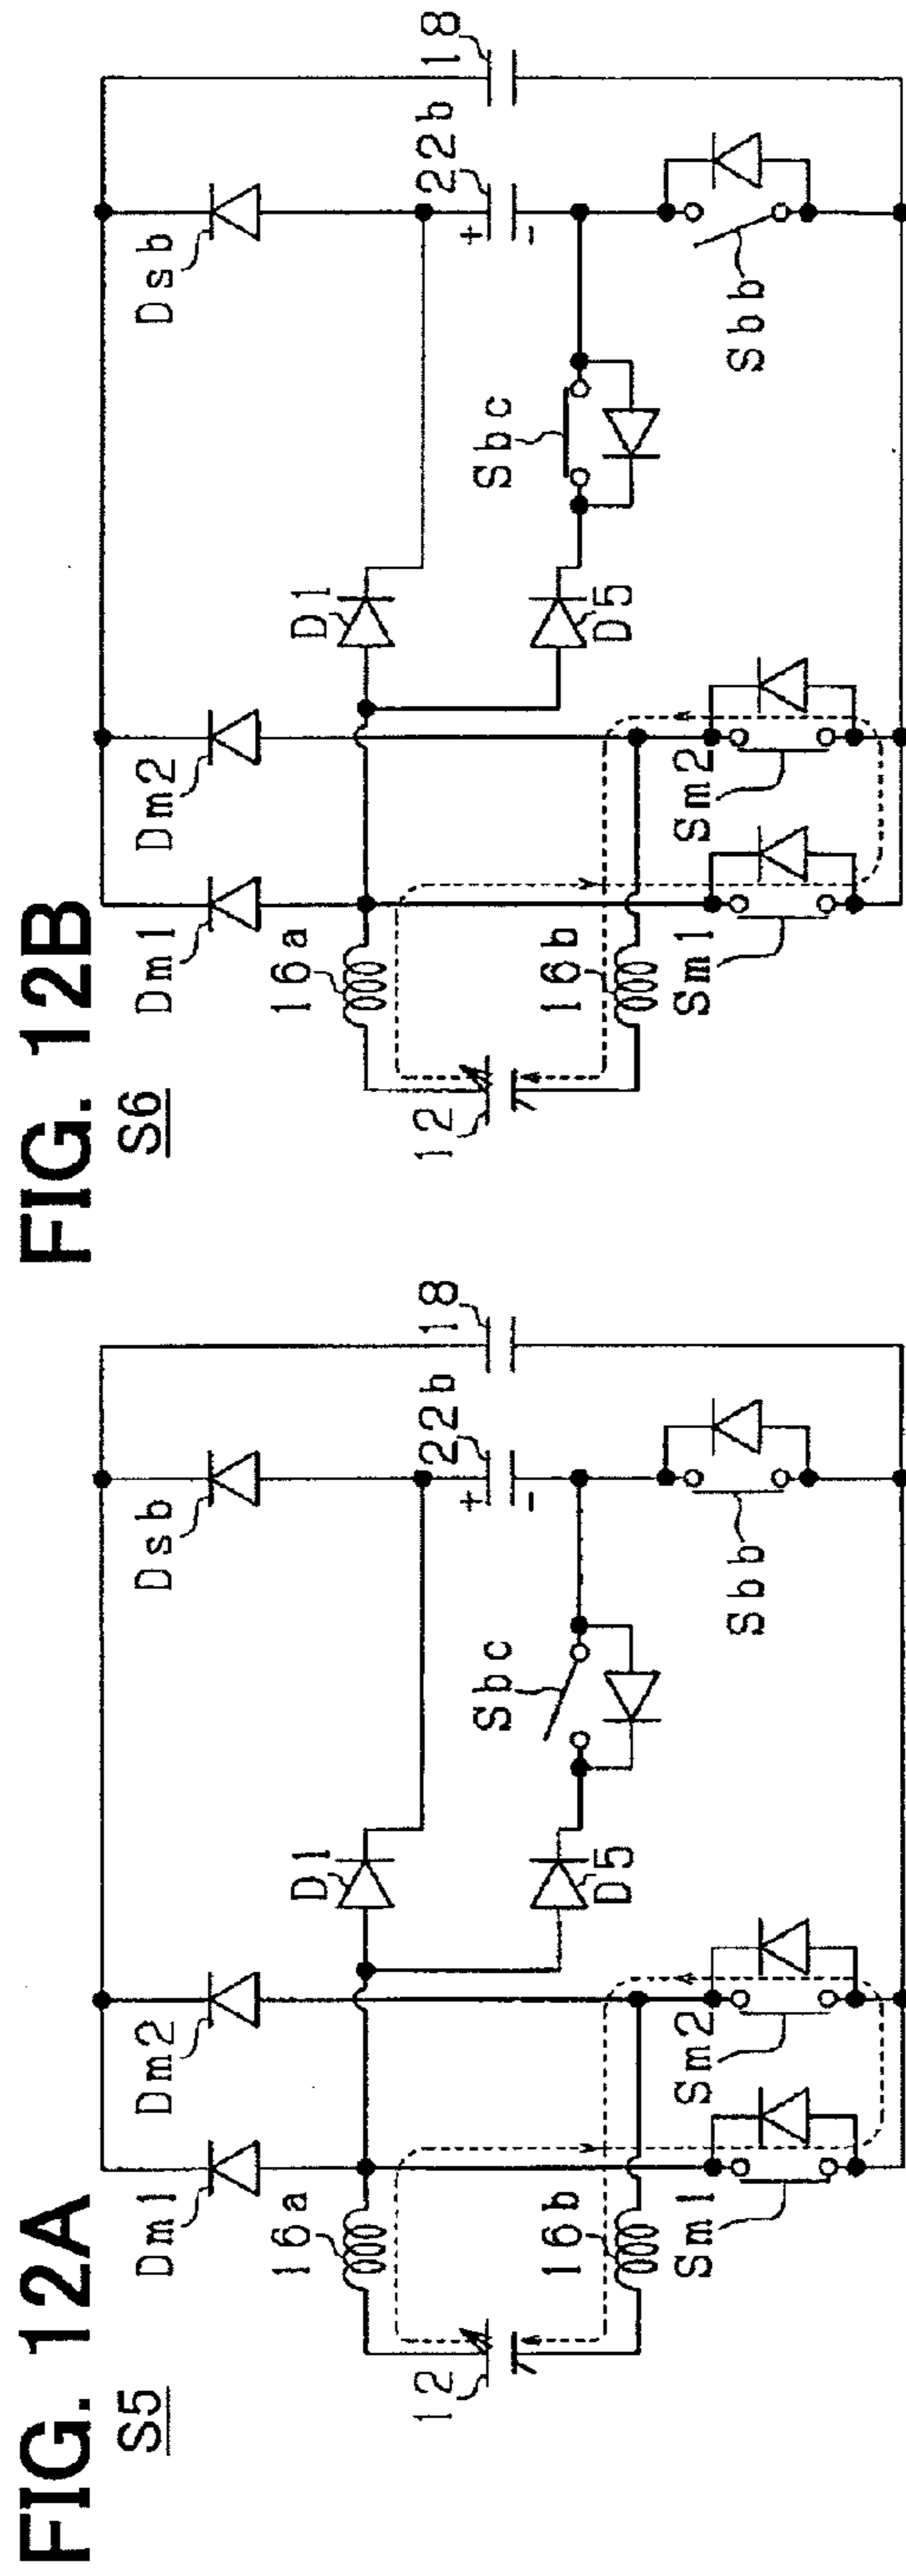 FIG. 12A
S5
Dm1
Dm2
Dsb
16a
D1
12
22b
18
+
-
16b
Sbc
D5
Sm1
Sm2
Sbb
FIG. 12B
S6
Dm1
Dm2
Dsb
16a
D1
12
22b
18
+
-
16b
Sbc
D5
Sm1
Sm2
Sbb